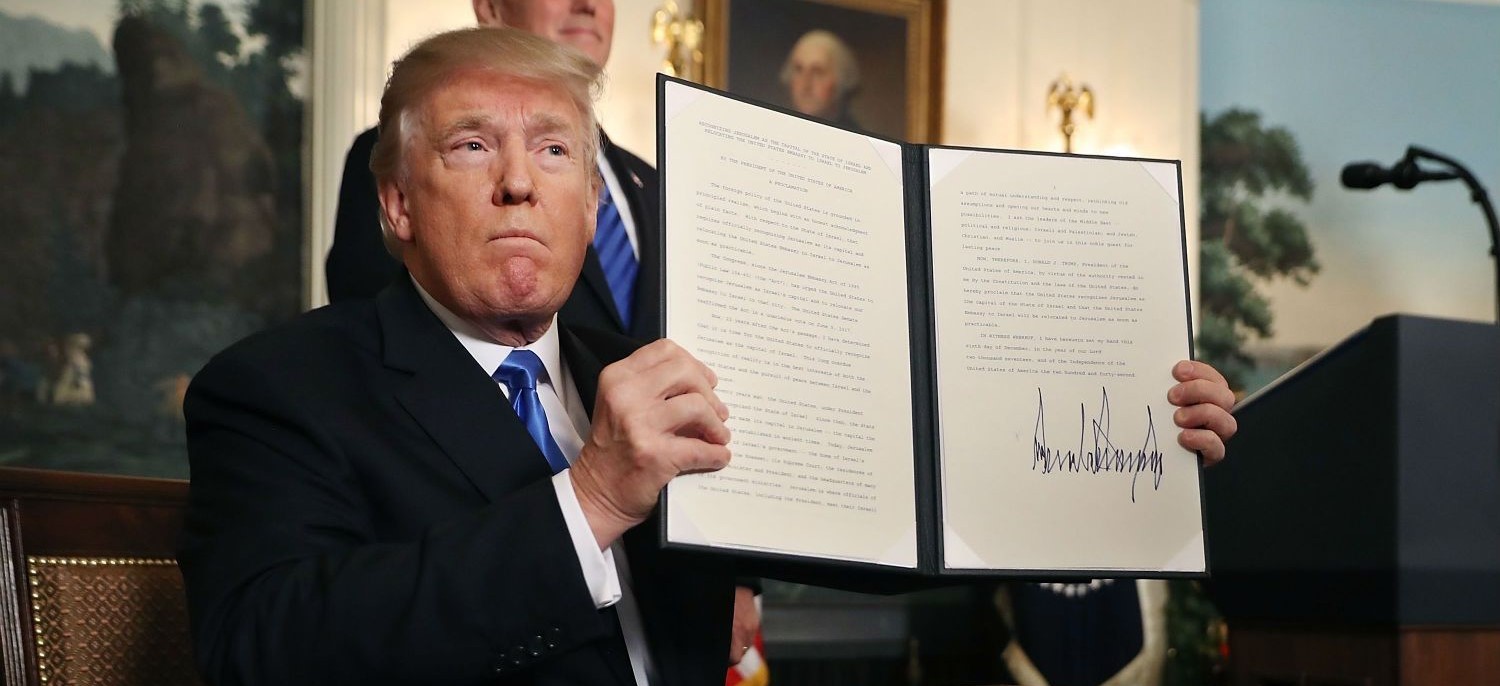 RECOGNIZING JERUSALEM AS THE CAPITAL OF THE STATE OF ISRAEL AND
RELOCATING THE UNITED STATES EMBASSY TO ISRAEL TO JERUSALEM
BY THE PRESIDENT OF THE UNITED STATES OF AMERICA
A PROCLAMATION
The foreign policy of the United States is grounded in
principled realism, which begins with an honest acknowledgment
of plain facts. With respect to the State of Israel, that
requires officially recognizing Jerusalem as its capital and
relocating the United States Embassy to Israel to Jerusalem as
soon as practicable.
The Congress, since the Jerusalem Embassy Act of 1995
(Public Law 104-45) (the "Act"), has urged the United States to
recognize Jerusalem as Israel's capital and to relocate our
Embassy to Israel to that city. The United States Senate
reaffirmed the Act in a unanimous vote on June 5, 2017.
Now, 22 years after the Act's passage, I have determined
that it is time for the United States to officially recognize
Jerusalem as the capital of Israel. This long overdue
recognition of reality is in the best interests of both the
States and the pursuit of peace between Israel and the
years ago, the United States, under President
recognized the State of Israel. Since then, the State
has made its capital in Jerusalem -- the capital the
established in ancient times. Today, Jerusalem
of Israel's government -- the home of Israel's
the Knesset, its Supreme Court, the residences of
Minister and President, and the headquarters of many
government ministries. Jerusalem is where officials of
the United States, including the President, meet their Israeli
2
a path of mutual understanding and respect, rethinking old
assumptions and opening our hearts and minds to new
possibilities. I ask the leaders of the Middle East --
political and religious, Israeli and Palestinian, and Jewish,
Christian, and Muslim -- to join us in this noble quest for
lasting peace.
NOW, THEREFORE, I, DONALD J. TRUMP, President of the
United States of America, by virtue of the authority vested in
me by the Constitution and the laws of the United States, do
hereby proclaim that the United States recognizes Jerusalem as
the capital of the State of Israel and that the United States
Embassy to Israel will be relocated to Jerusalem as soon as
practicable.
IN WITNESS WHEREOF, I have hereunto set my hand this
sixth day of December, in the year of our Lord
two thousand seventeen, and of the Independence of the
United States of America the two hundred and forty-second.